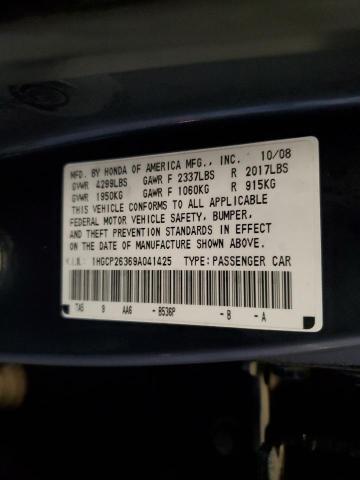 MFD. BY HONDA OF AMERICA MFG., INC. 10/08
GVWR 4299LBS GAWR F 2337LBS R 2017LBS
GVWR 1950KG GAWR F 1060KG R 915KG
THIS VEHICLE CONFORMS TO ALL APPLICABLE
FEDERAL MOTOR VEHICLE SAFETY, BUMPER,
AND THEFT PREVENTION STANDARDS IN EFFECT
ON THE DATE OF MANUFACTURE SHOWN ABOVE.
V.I.N.: 1HGCP26369A041425 TYPE:PASSENGER CAR
TA5 9 AA6 - B536P - B - A